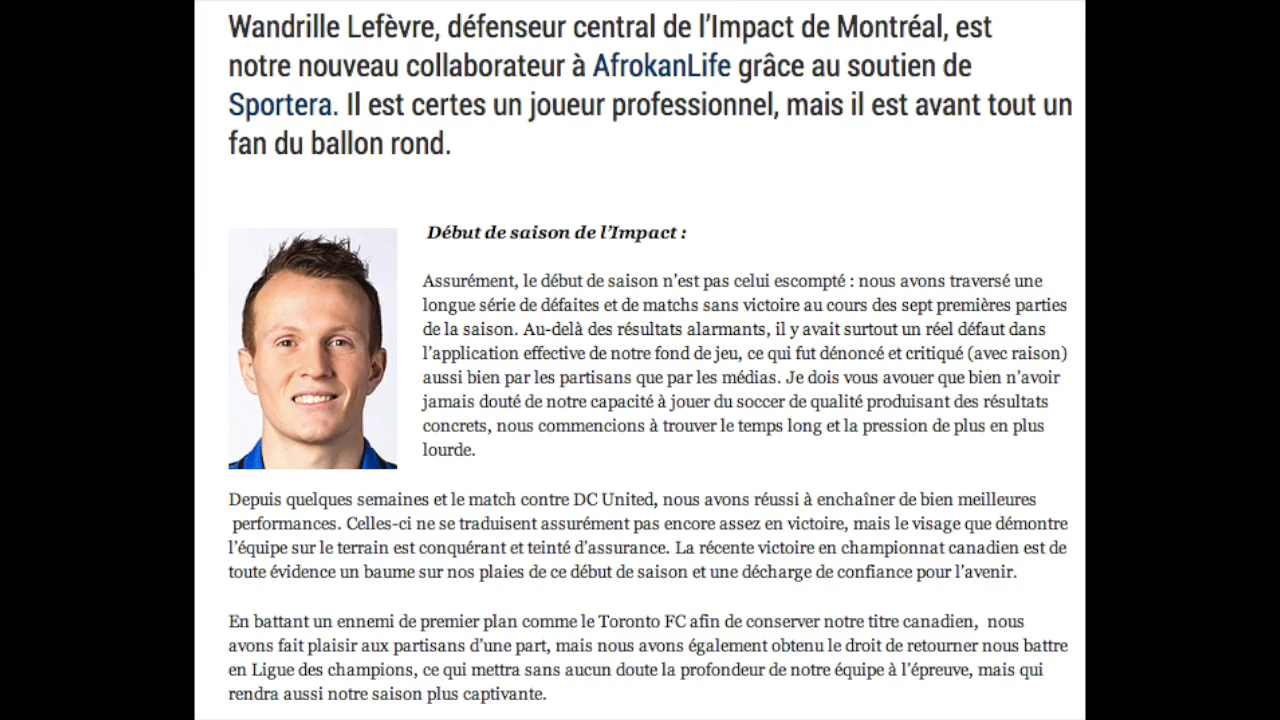 Wandrille Lefèvre, défenseur central de l’Impact de Montréal, est
notre nouveau collaborateur à AfrokanLife grâce au soutien de
Sportera. Il est certes un joueur professionnel, mais il est avant tout un
fan du ballon rond.
Début de saison de l’Impact :
Assurément, le début de saison n’est pas celui escompté : nous avons traversé une
longue série de défaites et de matchs sans victoire au cours des sept premières parties
de la saison. Au-delà des résultats alarmants, il y avait surtout un réel défaut dans
l’application effective de notre fond de jeu, ce qui fut dénoncé et critiqué (avec raison)
aussi bien par les partisans que par les médias. Je dois vous avouer que bien n’avoir
jamais douté de notre capacité à jouer du soccer de qualité produisant des résultats
concrets, nous commencions à trouver le temps long et la pression de plus en plus
lourde.
Depuis quelques semaines et le match contre DC United, nous avons réussi à enchaîner de bien meilleures
performances. Celles-ci ne se traduisent assurément pas encore assez en victoire, mais le visage que démontre
l’équipe sur le terrain est conquérant et teinté d’assurance. La récente victoire en championnat canadien est de
toute évidence un baume sur nos plaies de ce début de saison et une décharge de confiance pour l’avenir.
En battant un ennemi de premier plan comme le Toronto FC afin de conserver notre titre canadien, nous
avons fait plaisir aux partisans d’une part, mais nous avons également obtenu le droit de retourner nous battre
en Ligue des champions, ce qui mettra sans aucun doute la profondeur de notre équipe à l’épreuve, mais qui
rendra aussi notre saison plus captivante.